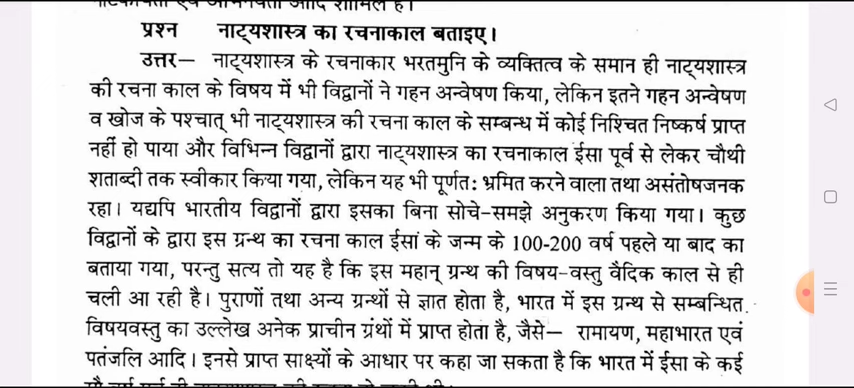 प्रश्न नाट्यशास्त्र का रचनाकाल बताइए।
उत्तर— नाट्यशास्त्र के रचनाकार भरतमुनि के व्यक्तित्व के समान ही नाट्यशास्त्र
की रचना काल के विषय में भी विद्वानों ने गहन अन्वेषण किया, लेकिन इतने गहन अन्वेषण
व खोज के पश्चात् भी नाट्यशास्त्र की रचना काल के सम्बन्ध में कोई निश्चित निष्कर्ष प्राप्त
नहीं हो पाया और विभिन्न विद्वानों द्वारा नाट्यशास्त्र का रचनाकाल ईसा पूर्व से लेकर चौथी
शताब्दी तक स्वीकार किया गया, लेकिन यह भी पूर्णत: भ्रमित करने वाला तथा असंतोषजनक
रहा। यद्यपि भारतीय विद्वानों द्वारा इसका बिना सोचे-समझे अनुकरण किया गया। कुछ
विद्वानों के द्वारा इस ग्रन्थ का रचना काल ईसां के जन्म के 100-200 वर्ष पहले या बाद का
बताया गया, परन्तु सत्य तो यह है कि इस महान् ग्रन्थ की विषय-वस्तु वैदिक काल से ही
चली आ रही है। पुराणों तथा अन्य ग्रन्थों से ज्ञात होता है, भारत में इस ग्रन्थ से सम्बन्धित
विषयवस्तु का उल्लेख अनेक प्राचीन ग्रंथों में प्राप्त होता है, जैसे— रामायण, महाभारत एवं
पतंजलि आदि। इनसे प्राप्त साक्ष्यों के आधार पर कहा जा सकता है कि भारत में ईसा के कई